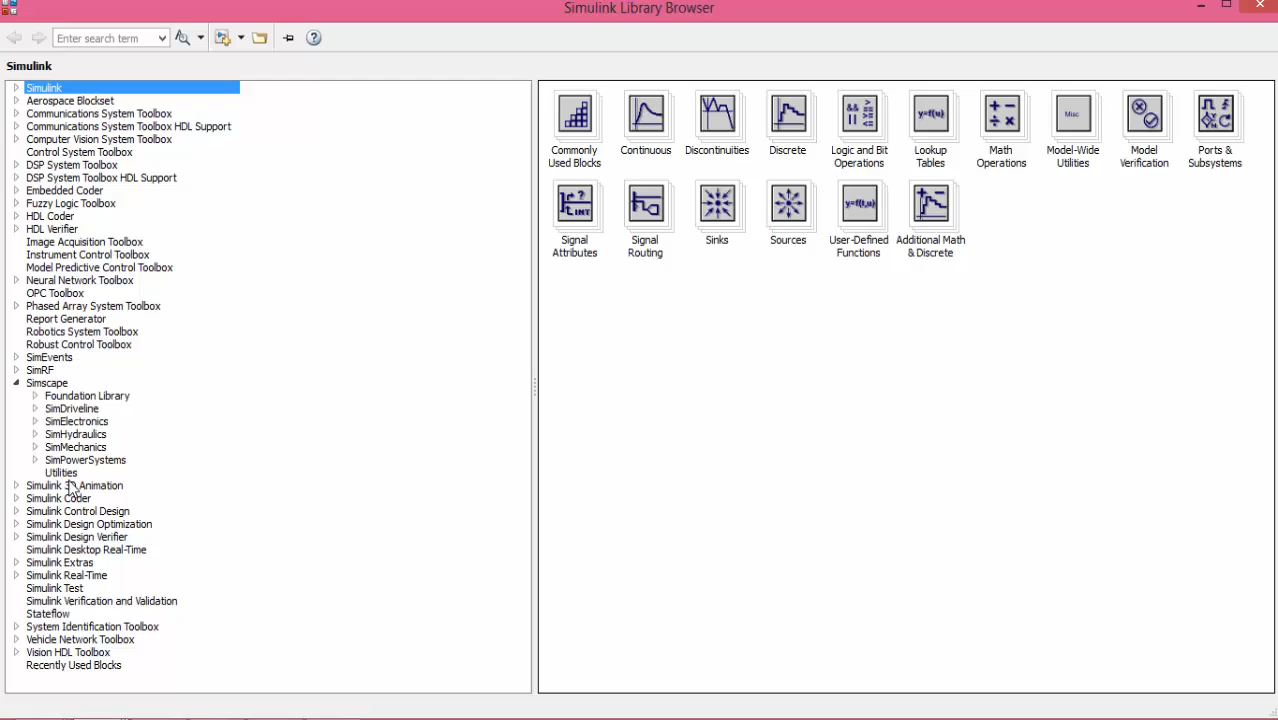 Simulink Library Browser
Enter search term
Simulink
Simulink
Aerospace Blockset
Communications System Toolbox
Communications System Toolbox HDL Support
Computer Vision System Toolbox
Control System Toolbox
DSP System Toolbox
DSP System Toolbox HDL Support
Embedded Coder
Fuzzy Logic Toolbox
HDL Coder
HDL Verifier
Image Acquisition Toolbox
Instrument Control Toolbox
Model Predictive Control Toolbox
Neural Network Toolbox
OPC Toolbox
Phased Array System Toolbox
Report Generator
Robotics System Toolbox
Robust Control Toolbox
SimEvents
SimRF
Simscape
Foundation Library
SimDriveline
SimElectronics
SimHydraulics
SimMechanics
SimPowerSystems
Utilities
Simulink 3D Animation
Simulink Coder
Simulink Control Design
Simulink Design Optimization
Simulink Design Verifier
Simulink Desktop Real-Time
Simulink Extras
Simulink Real-Time
Simulink Test
Simulink Verification and Validation
Stateflow
System Identification Toolbox
Vehicle Network Toolbox
Vision HDL Toolbox
Recently Used Blocks
&& >=
|| <=
y=f(u)
+ −
÷ ×
Misc
Commonly Used Blocks
Continuous
Discontinuities
Discrete
Logic and Bit Operations
Lookup Tables
Math Operations
Model-Wide Utilities
Model Verification
Ports & Subsystems
?
INT
y=f(t,u)
+ −
Signal Attributes
Signal Routing
Sinks
Sources
User-Defined Functions
Additional Math & Discrete